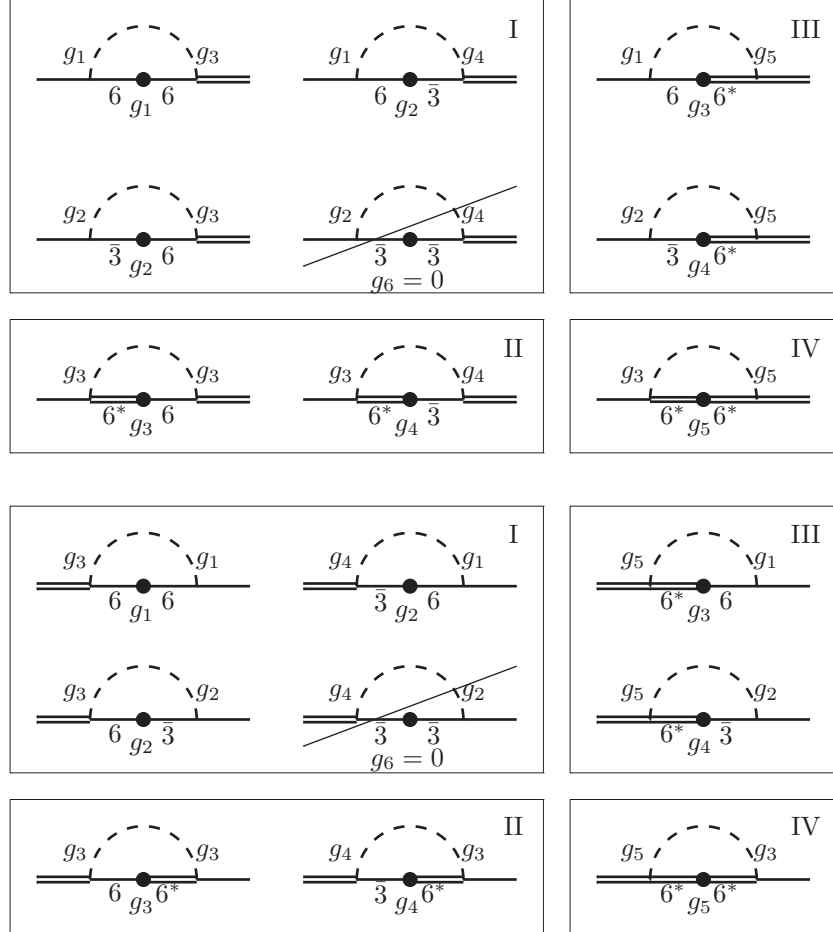 I III
g₁ g₃ g₁ g₄ g₁ g₅
6 g₁ 6 6 g₂ 3̄ 6 g₃ 6*
g₂ g₃ g₂ g₄ g₂ g₅
3̄ g₂ 6 3̄ 3̄ 3̄ g₄ 6*
g₆ = 0
II IV
g₃ g₃ g₃ g₄ g₃ g₅
6* g₃ 6 6* g₄ 3̄ 6* g₅ 6*
I III
g₃ g₁ g₄ g₁ g₅ g₁
6 g₁ 6 3̄ g₂ 6 6* g₃ 6
g₃ g₂ g₄ g₂ g₅ g₂
6 g₂ 3̄ 3̄ 3̄ 6* g₄ 3̄
g₆ = 0
II IV
g₃ g₃ g₄ g₃ g₅ g₃
6 g₃ 6* 3̄ g₄ 6* 6* g₅ 6*